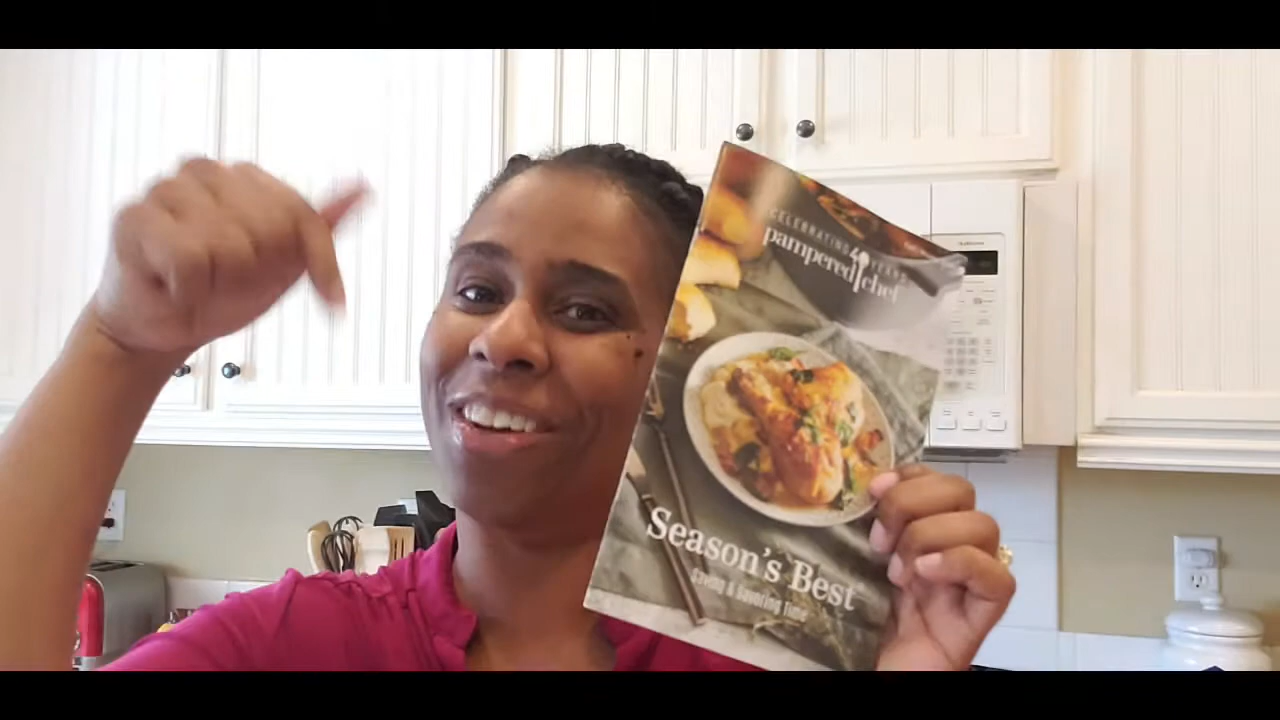 CELEBRATING 40 YEARS
pampered chef
Season's Best
Saving & Savoring Time